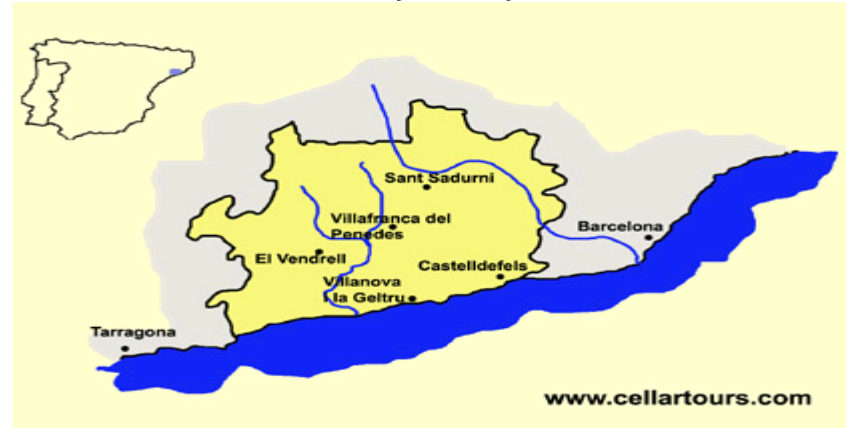 Sant Sadurni
Villafranca del
Penedes
Barcelona
El Vendrell
Castelldefels
Villanova
i la Geltru
Tarragona
www.cellartours.com